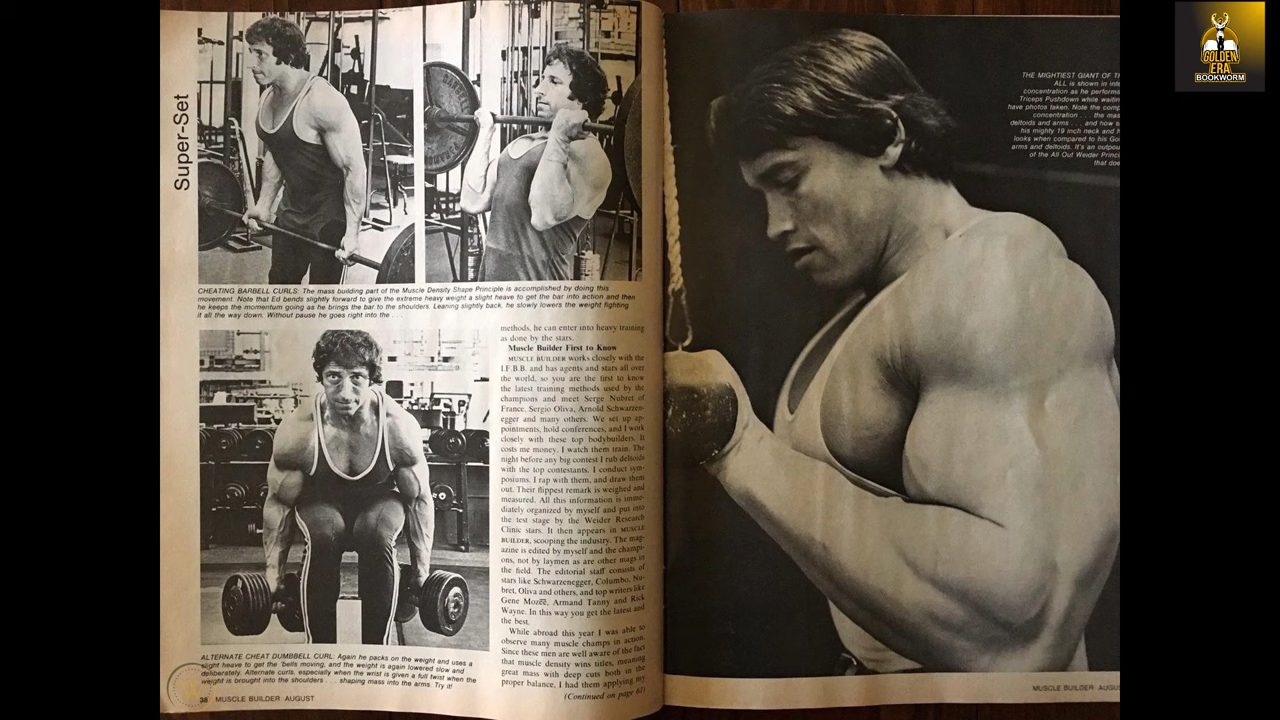 Super-Set
CHEATING BARBELL CURLS: The mass building part of the Muscle Density Shape Principle is accomplished by doing this
movement. Note that Ed bends slightly forward to give the extreme heavy weight a slight heave to get the bar into action and then
he keeps the momentum going as he brings the bar to the shoulders. Leaning slightly back, he slowly lowers the weight fighting
it all the way down. Without pause he goes right into the . . .
ALTERNATE CHEAT DUMBBELL CURL: Again he packs on the weight and uses a
slight heave to get the 'bells moving, and the weight is again lowered slow and
deliberately. Alternate curls, especially when the wrist is given a full twist when the
weight is brought into the shoulders . . . shaping mass into the arms. Try it!
38 MUSCLE BUILDER AUGUST
methods, he can enter into heavy training
as done by the stars.
Muscle Builder First to Know
MUSCLE BUILDER works closely with the
I.F.B.B. and has agents and stars all over
the world, so you are the first to know
the latest training methods used by the
champions and meet Serge Nubret of
France, Sergio Oliva, Arnold Schwarzen-
egger and many others. We set up ap-
pointments, hold conferences, and I work
closely with these top bodybuilders. It
costs me money. I watch them train. The
night before any big contest I rub deltoids
with the top contestants. I conduct sym-
posiums. I rap with them, and draw them
out. Their flippest remark is weighed and
measured. All this information is imme-
diately organized by myself and put into
the test stage by the Weider Research
Clinic stars. It then appears in MUSCLE
BUILDER, scooping the industry. The mag-
azine is edited by myself and the champi-
ons, not by laymen as are other mags in
the field. The editorial staff consists of
stars like Schwarzenegger, Columbo, Nu-
bret, Oliva and others, and top writers like
Gene Mozée, Armand Tanny and Rick
Wayne. In this way you get the latest and
the best.
While abroad this year I was able to
observe many muscle champs in action.
Since these men are well aware of the fact
that muscle density wins titles, meaning
great mass with deep cuts both in the
proper balance, I had them applying my
(Continued on page 61)
THE MIGHTIEST GIANT OF TH
ALL is shown in inte
concentration as he performs
Triceps Pushdown while waitin
have photos taken. Note the comp
concentration . . . the mas
deltoids and arms . . . and how s
his mighty 19 inch neck and h
looks when compared to his Go
arms and deltoids. It's an outpou
of the All Out Weider Princi
that doe
MUSCLE BUILDER AUGUS
GOLDEN
ERA
BOOKWORM